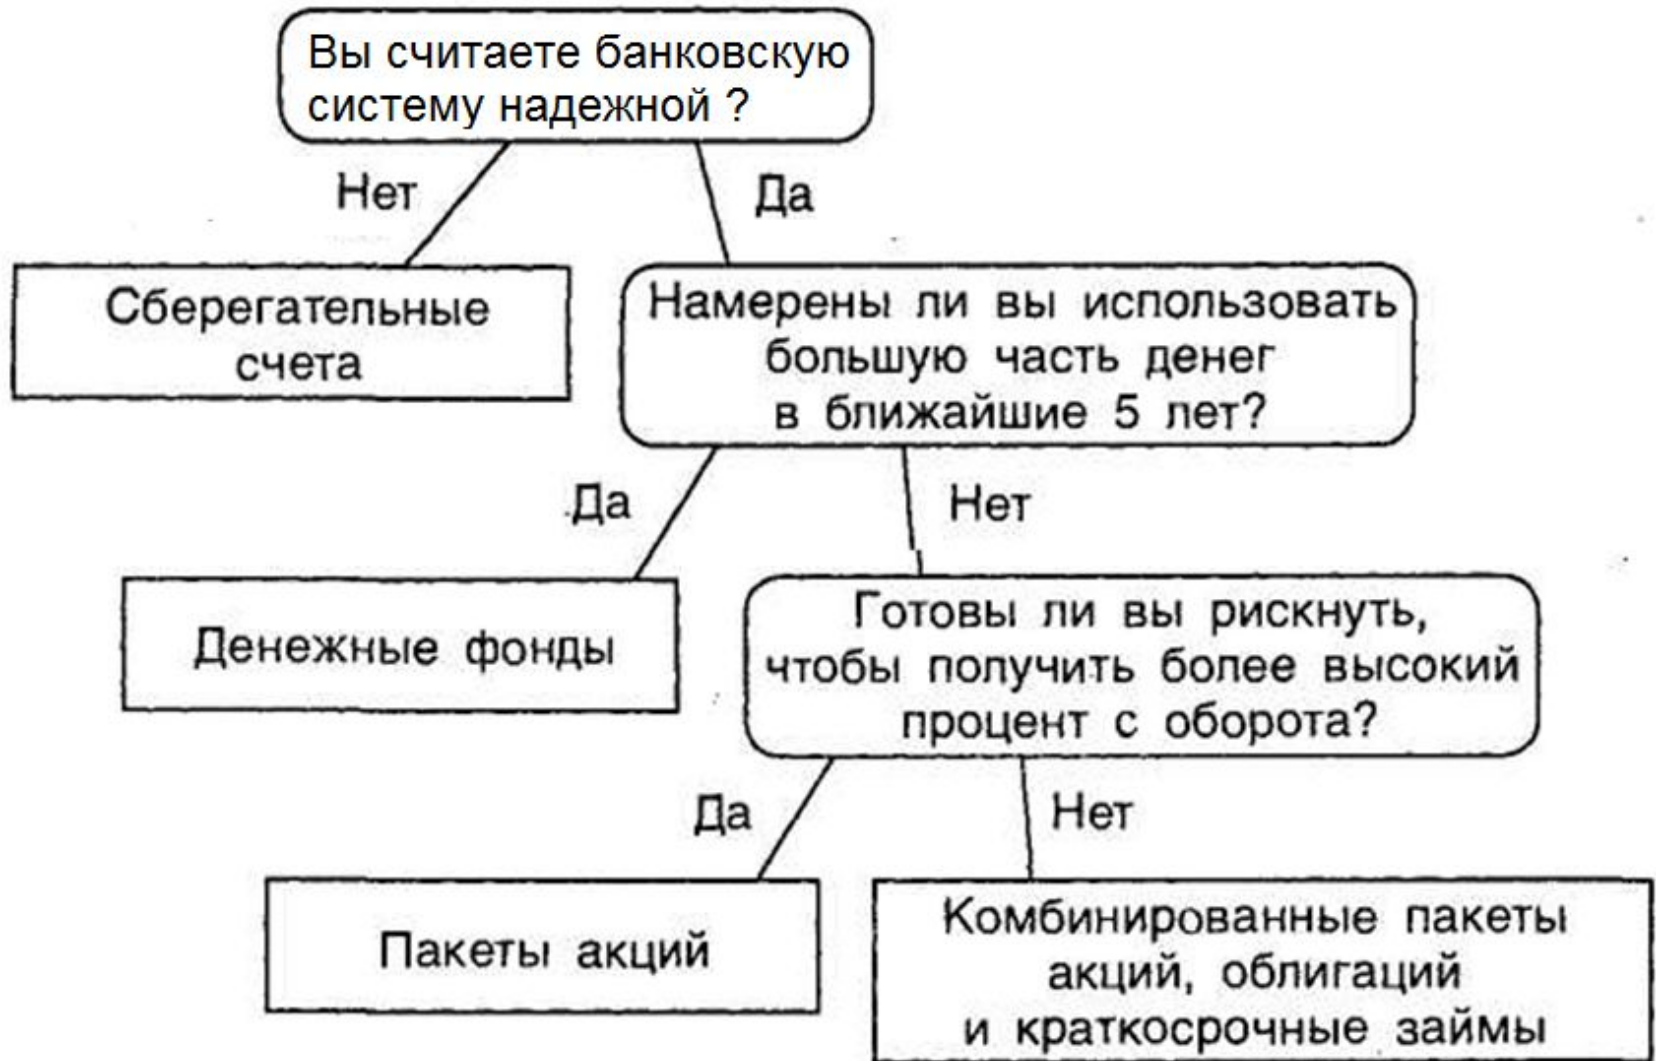 Вы считаете банковскую
систему надежной ?
Нет
Да
Сберегательные
счета
Намерены ли вы использовать
большую часть денег
в ближайшие 5 лет?
Да
Нет
Денежные фонды
Готовы ли вы рискнуть,
чтобы получить более высокий
процент с оборота?
Да
Нет
Пакеты акций
Комбинированные пакеты
акций, облигаций
и краткосрочные займы